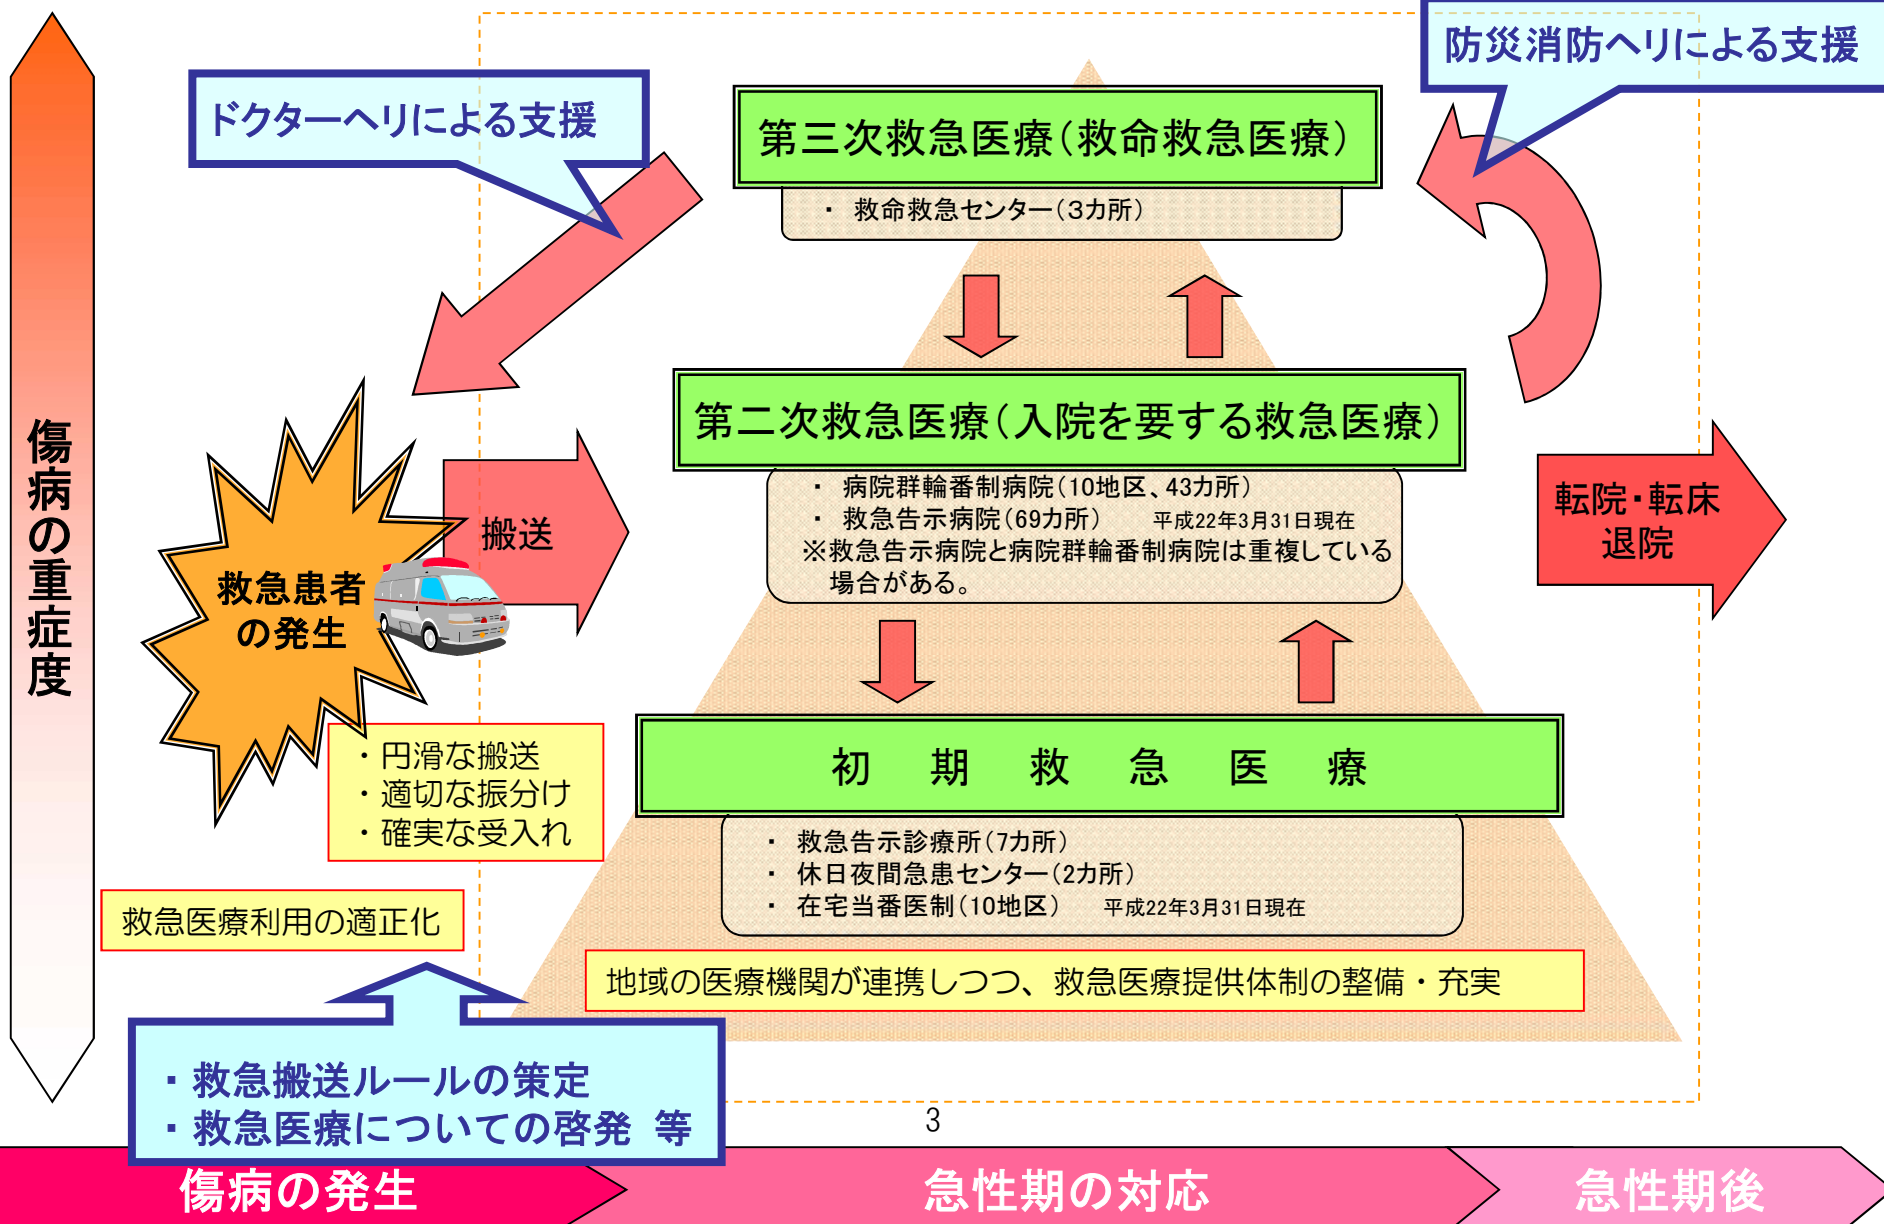 防災消防ヘリによる支援
ドクターヘリによる支援
第三次救急医療（救命救急医療）
・ 救命救急センター（3カ所）
傷病の重症度
第二次救急医療（入院を要する救急医療）
・ 病院群輪番制病院（10地区、43カ所）
・ 救急告示病院（69カ所） 平成22年3月31日現在
※救急告示病院と病院群輪番制病院は重複している
場合がある。
搬送
転院・転床
退院
救急患者
の発生
・円滑な搬送
・適切な振分け
・確実な受入れ
初期救急医療
・ 救急告示診療所（7カ所）
・ 休日夜間急患センター（2カ所）
・ 在宅当番医制（10地区） 平成22年3月31日現在
救急医療利用の適正化
地域の医療機関が連携しつつ、救急医療提供体制の整備・充実
・救急搬送ルールの策定
・救急医療についての啓発 等
3
傷病の発生
急性期の対応
急性期後